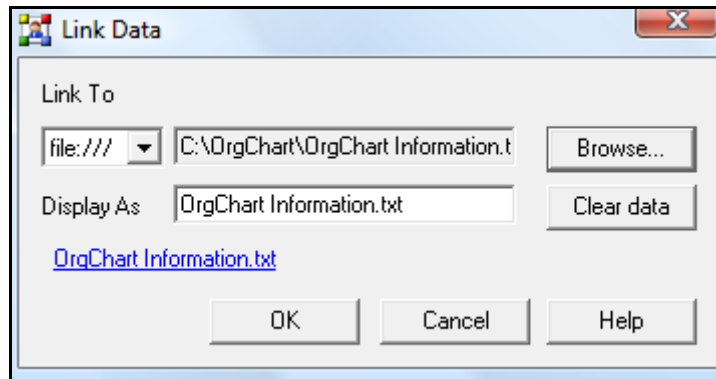 Link Data
Link To
file:/// C:\OrgChart\OrgChart Information.t Browse...
Display As OrgChart Information.txt Clear data
OrgChart Information.txt
OK Cancel Help